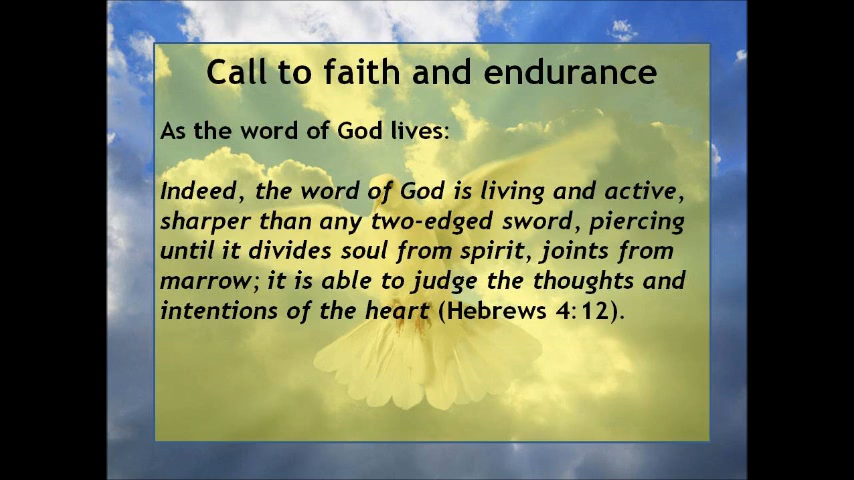 Call to faith and endurance
As the word of God lives:
Indeed, the word of God is living and active,
sharper than any two-edged sword, piercing
until it divides soul from spirit, joints from
marrow; it is able to judge the thoughts and
intentions of the heart (Hebrews 4:12).